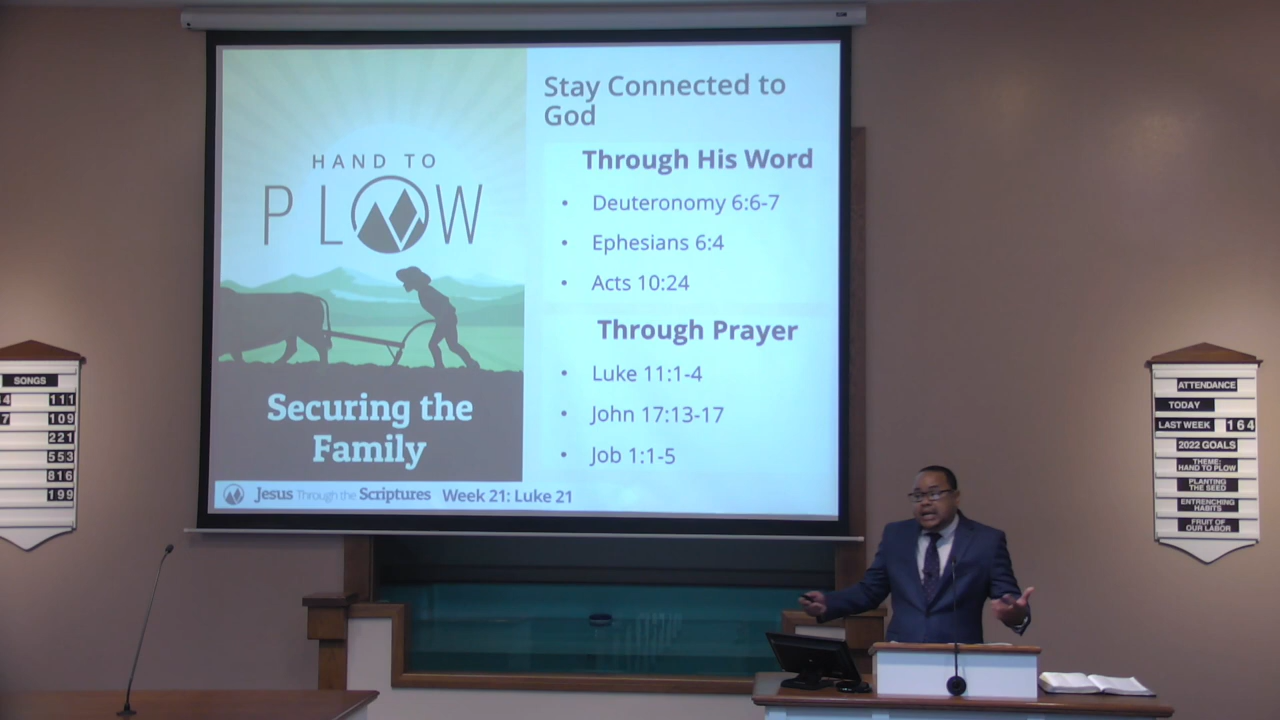 HAND TO
PLOW
Securing the
Family
Stay Connected to
God
Through His Word
• Deuteronomy 6:6-7
• Ephesians 6:4
• Acts 10:24
Through Prayer
• Luke 11:1-4
• John 17:13-17
• Job 1:1-5
Jesus Through the Scriptures Week 21: Luke 21
SONGS
4 111
7 109
221
553
816
199
ATTENDANCE
TODAY
LAST WEEK 164
2022 GOALS
THEME:
HAND TO PLOW
PLANTING
THE SEED
ENTRENCHING
HABITS
FRUIT OF
OUR LABOR